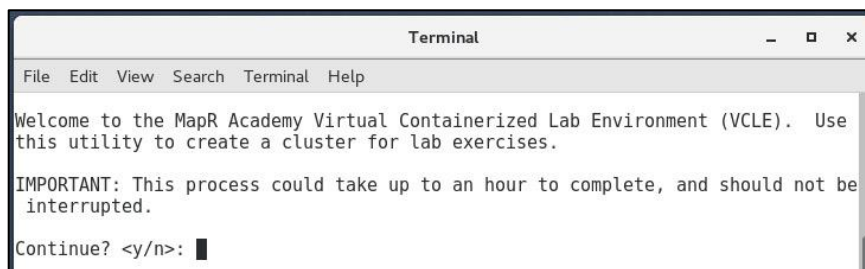 Terminal
File Edit View Search Terminal Help
Welcome to the MapR Academy Virtual Containerized Lab Environment (VCLE).  Use
this utility to create a cluster for lab exercises.
IMPORTANT: This process could take up to an hour to complete, and should not be
 interrupted.
Continue? <y/n>: